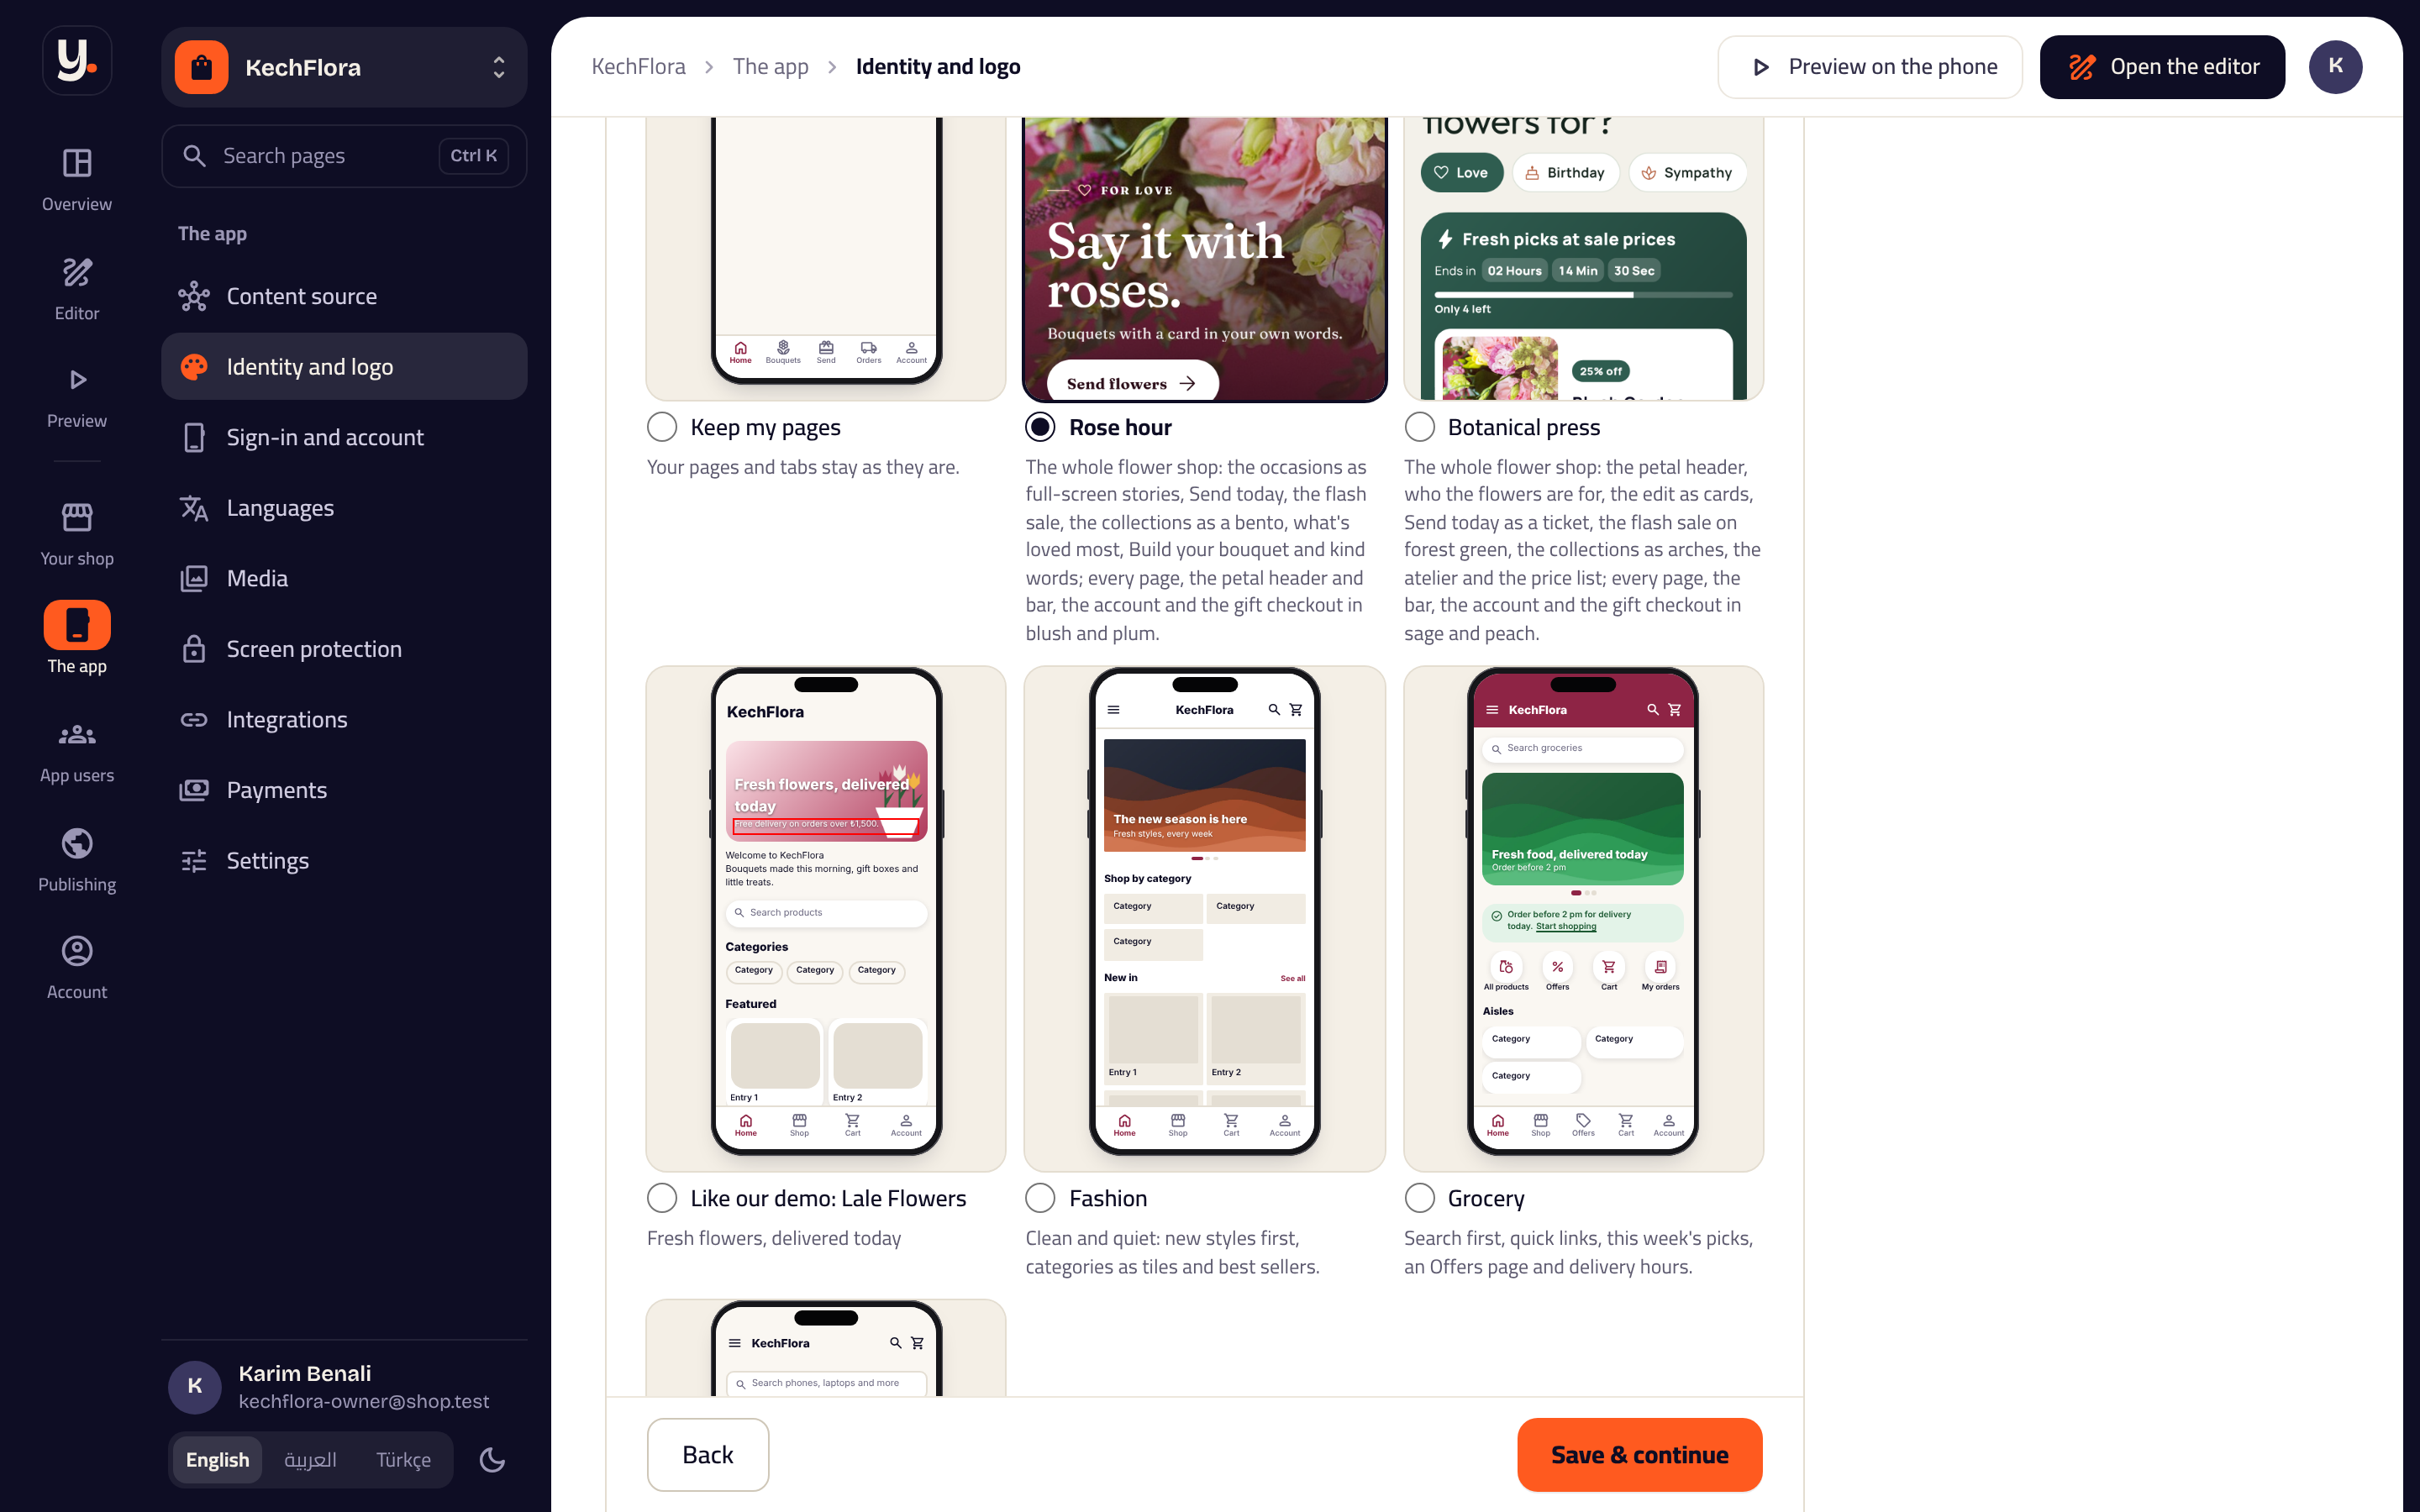 y.
Overview
Editor
Preview
Your shop
The app
App users
Publishing
Account
KechFlora
Search pages
Ctrl K
The app
Content source
Identity and logo
Sign-in and account
Languages
Media
Screen protection
Integrations
Payments
Settings
K
Karim Benali
kechflora-owner@shop.test
English
العربية
Türkçe
KechFlora
The app
Identity and logo
Preview on the phone
Open the editor
K
Home
Bouquets
Send
Orders
Account
FOR LOVE
Say it with
roses.
Bouquets with a card in your own words.
Send flowers
flowers for?
Love
Birthday
Sympathy
Fresh picks at sale prices
Ends in
02 Hours
14 Min
30 Sec
Only 4 left
25% off
Keep my pages
Your pages and tabs stay as they are.
Rose hour
The whole flower shop: the occasions as
full-screen stories, Send today, the flash
sale, the collections as a bento, what's
loved most, Build your bouquet and kind
words; every page, the petal header and
bar, the account and the gift checkout in
blush and plum.
Botanical press
The whole flower shop: the petal header,
who the flowers are for, the edit as cards,
Send today as a ticket, the flash sale on
forest green, the collections as arches, the
atelier and the price list; every page, the
bar, the account and the gift checkout in
sage and peach.
KechFlora
Fresh flowers, delivered
today
Free delivery on orders over ₺1,500.
Welcome to KechFlora
Bouquets made this morning, gift boxes and
little treats.
Search products
Categories
Category
Category
Category
Featured
Entry 1
Entry 2
Home
Shop
Cart
Account
KechFlora
The new season is here
Fresh styles, every week
Shop by category
Category
Category
Category
New in
See all
Entry 1
Entry 2
Home
Shop
Cart
Account
KechFlora
Search groceries
Fresh food, delivered today
Order before 2 pm
Order before 2 pm for delivery
today. Start shopping
All products
Offers
Cart
My orders
Aisles
Category
Category
Category
Home
Shop
Offers
Cart
Account
Like our demo: Lale Flowers
Fresh flowers, delivered today
Fashion
Clean and quiet: new styles first,
categories as tiles and best sellers.
Grocery
Search first, quick links, this week's picks,
an Offers page and delivery hours.
KechFlora
Search phones, laptops and more
Back
Save & continue